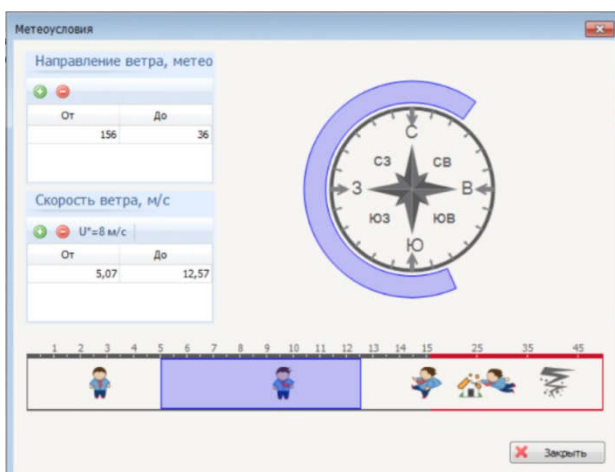 Метеоусловия
Направление ветра, метео
От До
156 36
Скорость ветра, м/с
U*=8 м/с
От До
5,07 12,57
С
СЗ СВ
З В
ЮЗ ЮВ
Ю
1 2 3 4 5 6 7 8 9 10 11 12 13 14 15 25 35 45
Закрыть